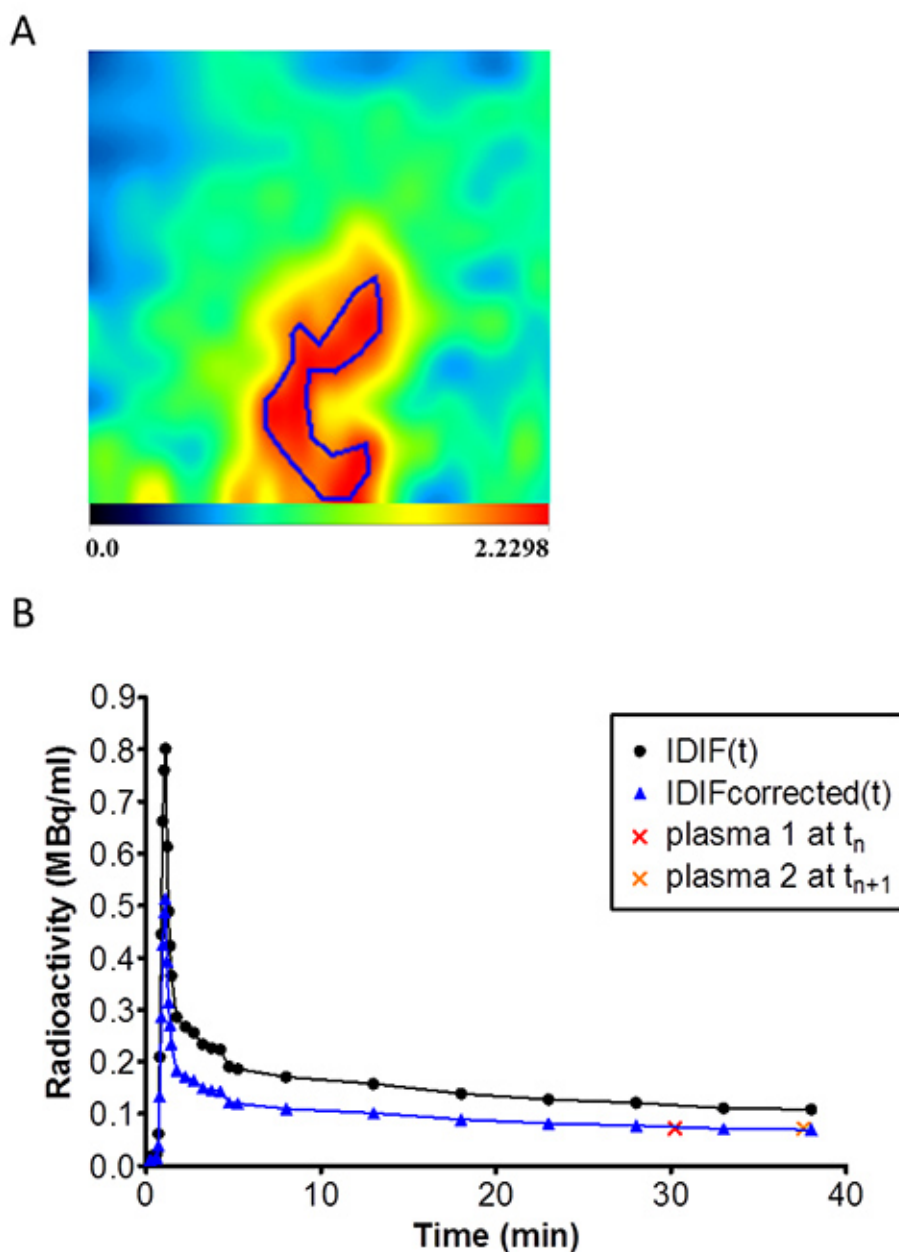 A
0.0 2.2298
B
0.9
0.8
0.7
0.6
0.5
0.4
0.3
0.2
0.1
0.0
Radioactivity (MBq/ml)
IDIF(t)
IDIFcorrected(t)
plasma 1 at tn
plasma 2 at tn+1
0 10 20 30 40
Time (min)